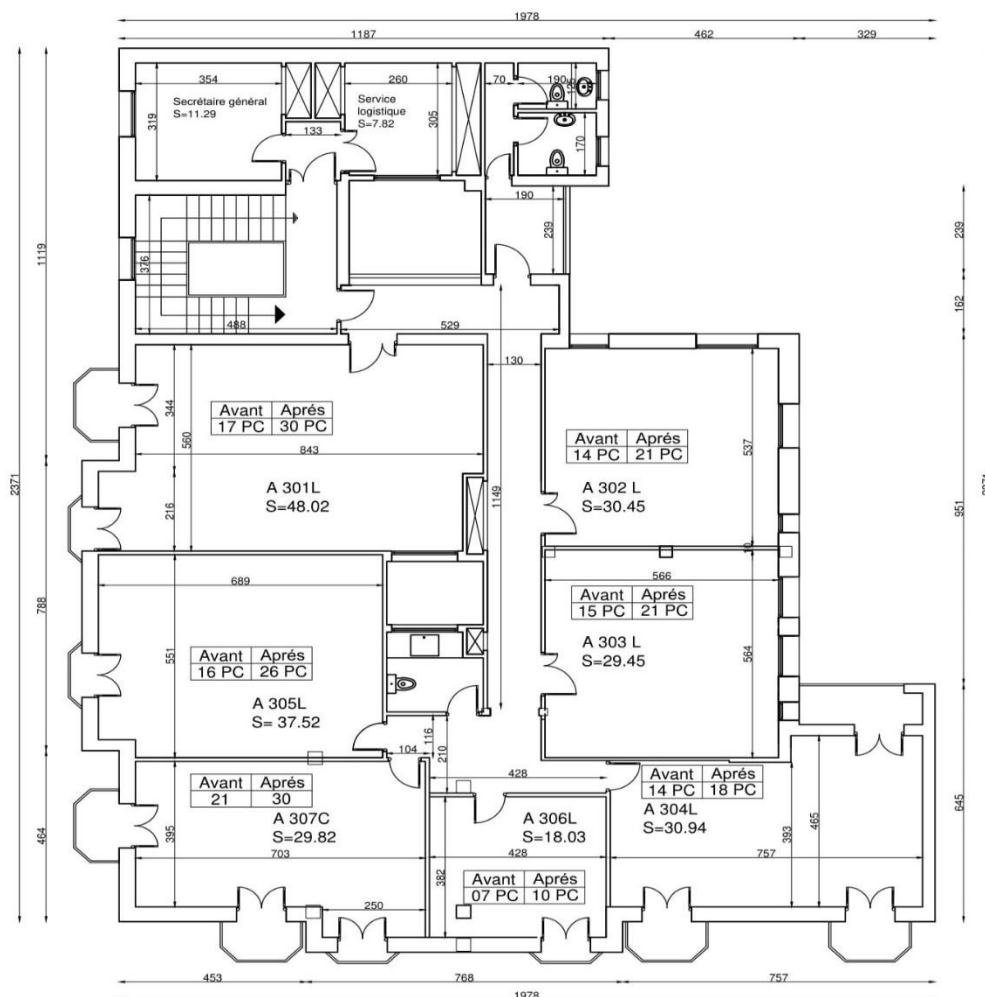 1978
1187 462 329
354
260
70 190
125
Secrétaire général
S=11.29
Service
logistique
S=7.82
319
305
133
170
190
239
239
1119
376
162
488
529
130
344
Avant Aprés
17 PC 30 PC
560
843
537
Avant Aprés
14 PC 21 PC
A 301L
S=48.02
A 302 L
S=30.45
216
1149
2371
951
10
689
566
Avant Aprés
15 PC 21 PC
788
551
Avant Aprés
16 PC 26 PC
A 303 L
S=29.45
564
A 305L
S= 37.52
116
104
210
428
Avant Aprés
21 30
Avant Aprés
14 PC 18 PC
A 307C
S=29.82
A 306L
S=18.03
A 304L
S=30.94
464
395
393
465
645
703
428
757
382
Avant Aprés
07 PC 10 PC
250
453 768 757
1978